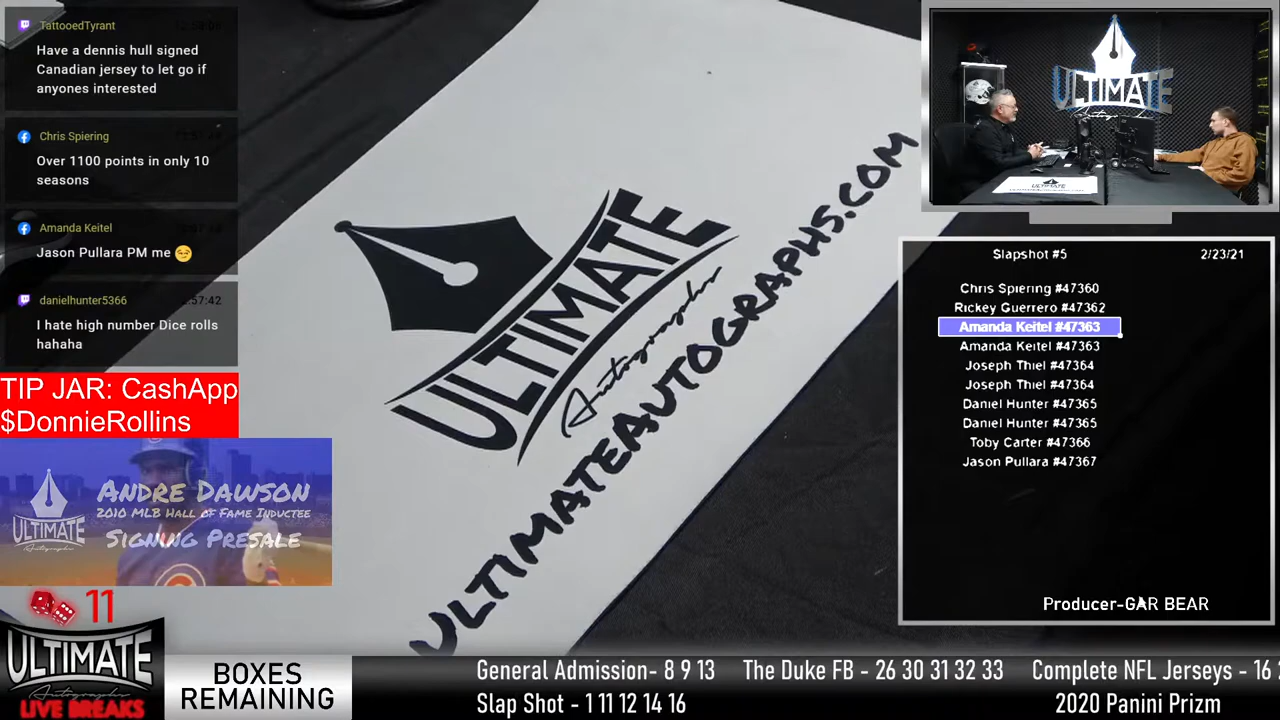 TattooedTyrant
Have a dennis hull signed
Canadian jersey to let go if
anyones interested
Chris Spiering
Over 1100 points in only 10
seasons
Amanda Keitel
Jason Pullara PM me 😏
danielhunter5366 :57:42
I hate high number Dice rolls
hahaha
TIP JAR: CashApp
$DonnieRollins
ANDRE DAWSON
2010 MLB HALL OF FAME INDUCTEE
SIGNING PRESALE
ULTIMATE
11
ULTIMATE
Autographs
LIVE BREAKS
BOXES
REMAINING
ULTIMATE
Autographs
ULTIMATEAUTOGRAPHS.COM
ULTIMATE
Autographs
Slapshot #5 2/23/21
Chris Spiering #47360
Rickey Guerrero #47362
Amanda Keitel #47363
Amanda Keitel #47363
Joseph Thiel #47364
Joseph Thiel #47364
Daniel Hunter #47365
Daniel Hunter #47365
Toby Carter #47366
Jason Pullara #47367
Producer-GAR BEAR
General Admission- 8 9 13 The Duke FB - 26 30 31 32 33 Complete NFL Jerseys - 16
Slap Shot - 1 11 12 14 16 2020 Panini Prizm